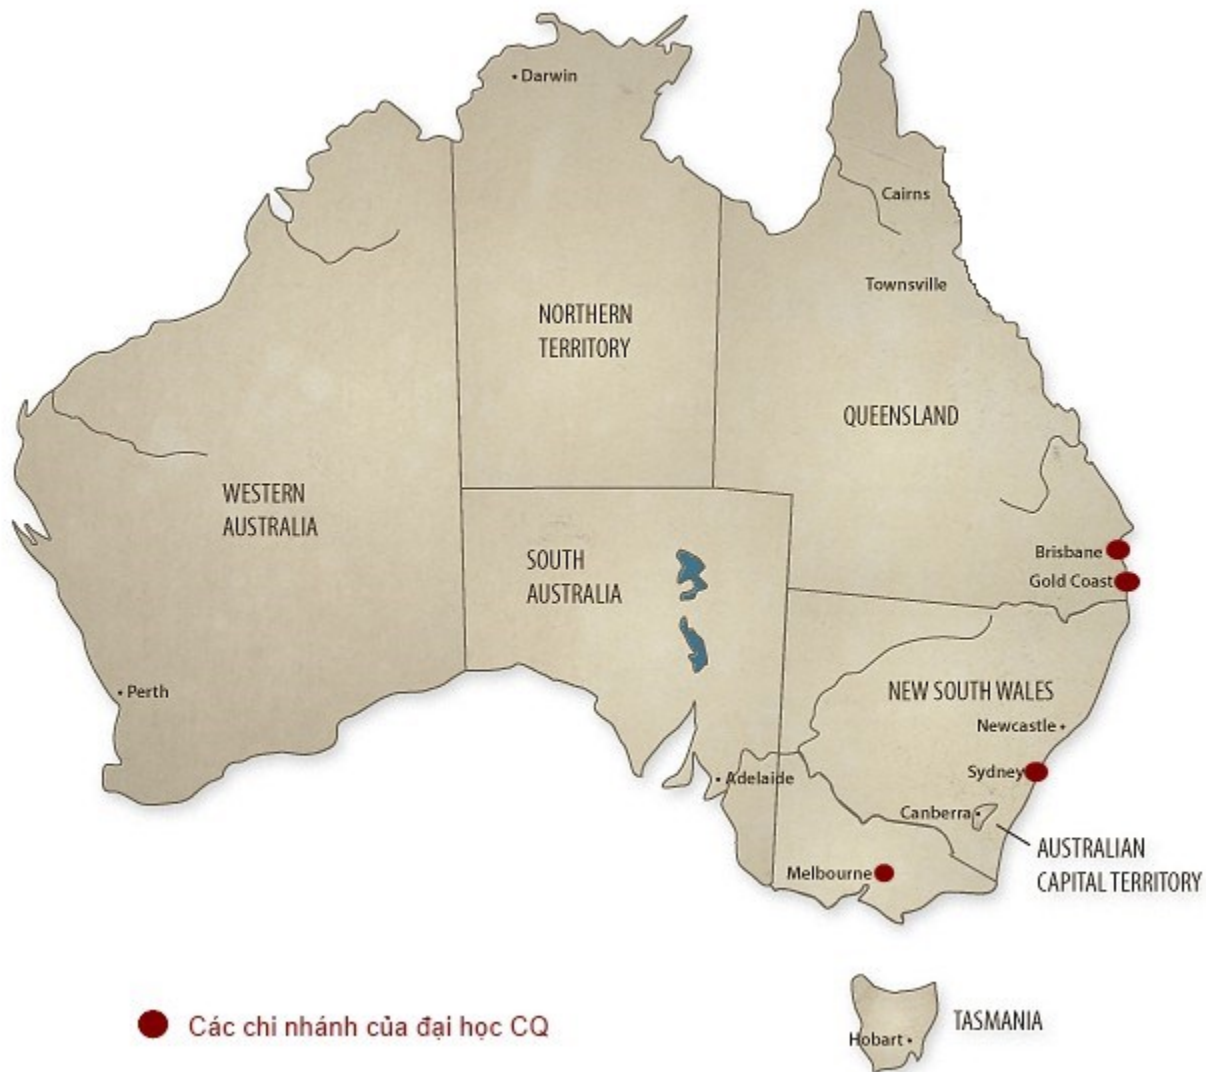 Darwin
Cairns
Townsville
NORTHERN
TERRITORY
QUEENSLAND
WESTERN
AUSTRALIA
SOUTH
AUSTRALIA
Brisbane
Gold Coast
Perth
NEW SOUTH WALES
Newcastle
Sydney
Adelaide
Canberra
AUSTRALIAN
CAPITAL TERRITORY
Melbourne
TASMANIA
Hobart
Các chi nhánh của đại học CQ